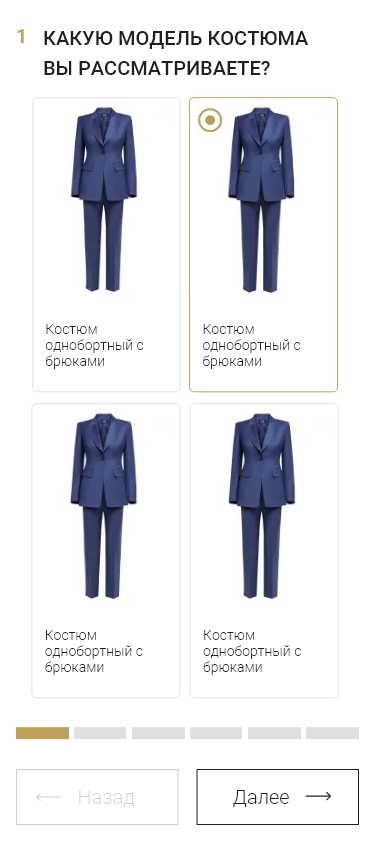 1 КАКУЮ МОДЕЛЬ КОСТЮМА
ВЫ РАССМАТРИВАЕТЕ?
Костюм
однобортный с
брюками
Костюм
однобортный с
брюками
Костюм
однобортный с
брюками
Костюм
однобортный с
брюками
Назад
Далее